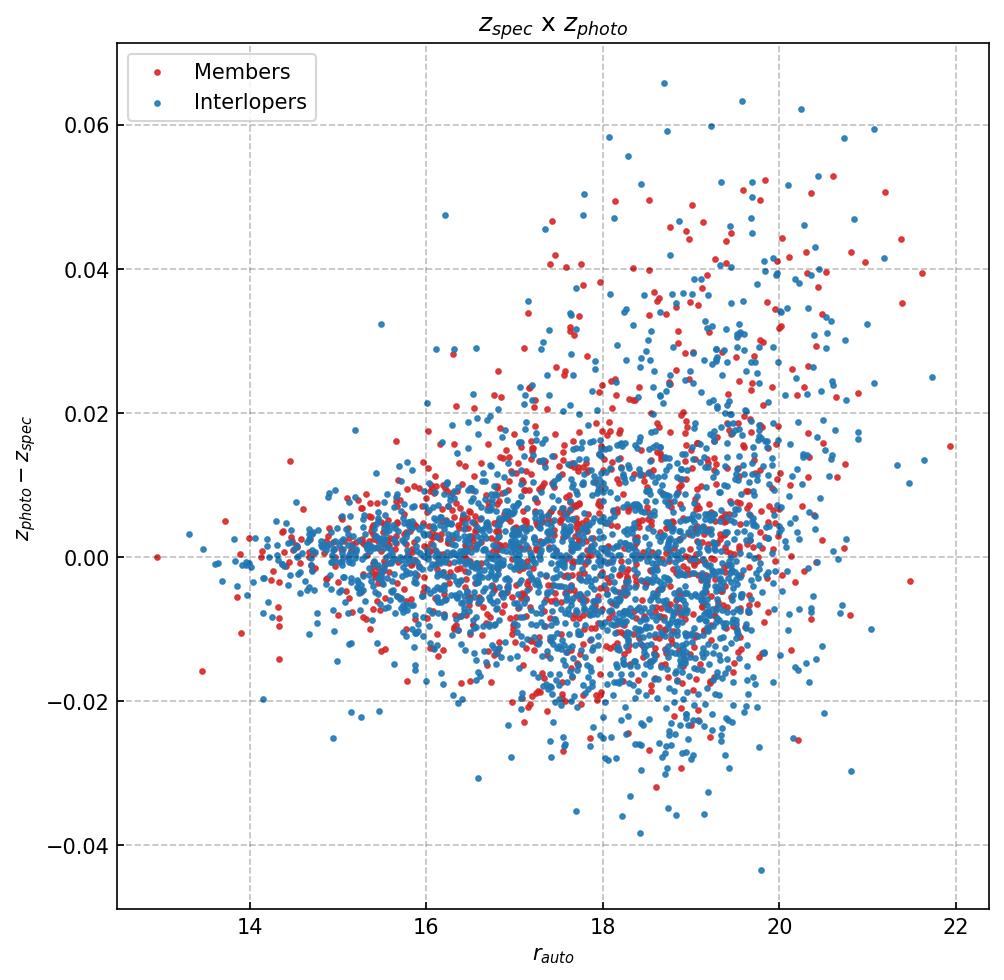 z_spec x z_photo
Members
Interlopers
0.06
0.04
0.02
0.00
−0.02
−0.04
z_photo − z_spec
14 16 18 20 22
r_auto